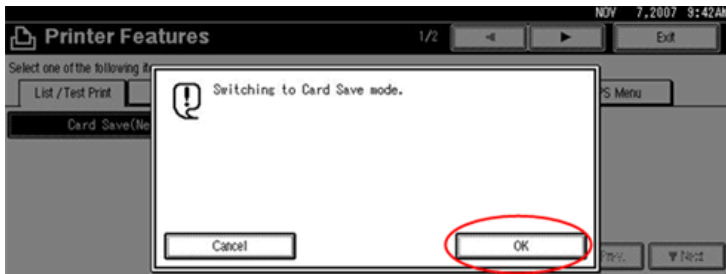 NOV 7,2007 9:42AM
Printer Features 1/2 Exit
Select one of the following
Switching to Card Save mode.
List /Test Print PS Menu
Card Save(Ne
Cancel OK
Prev. ▼Next